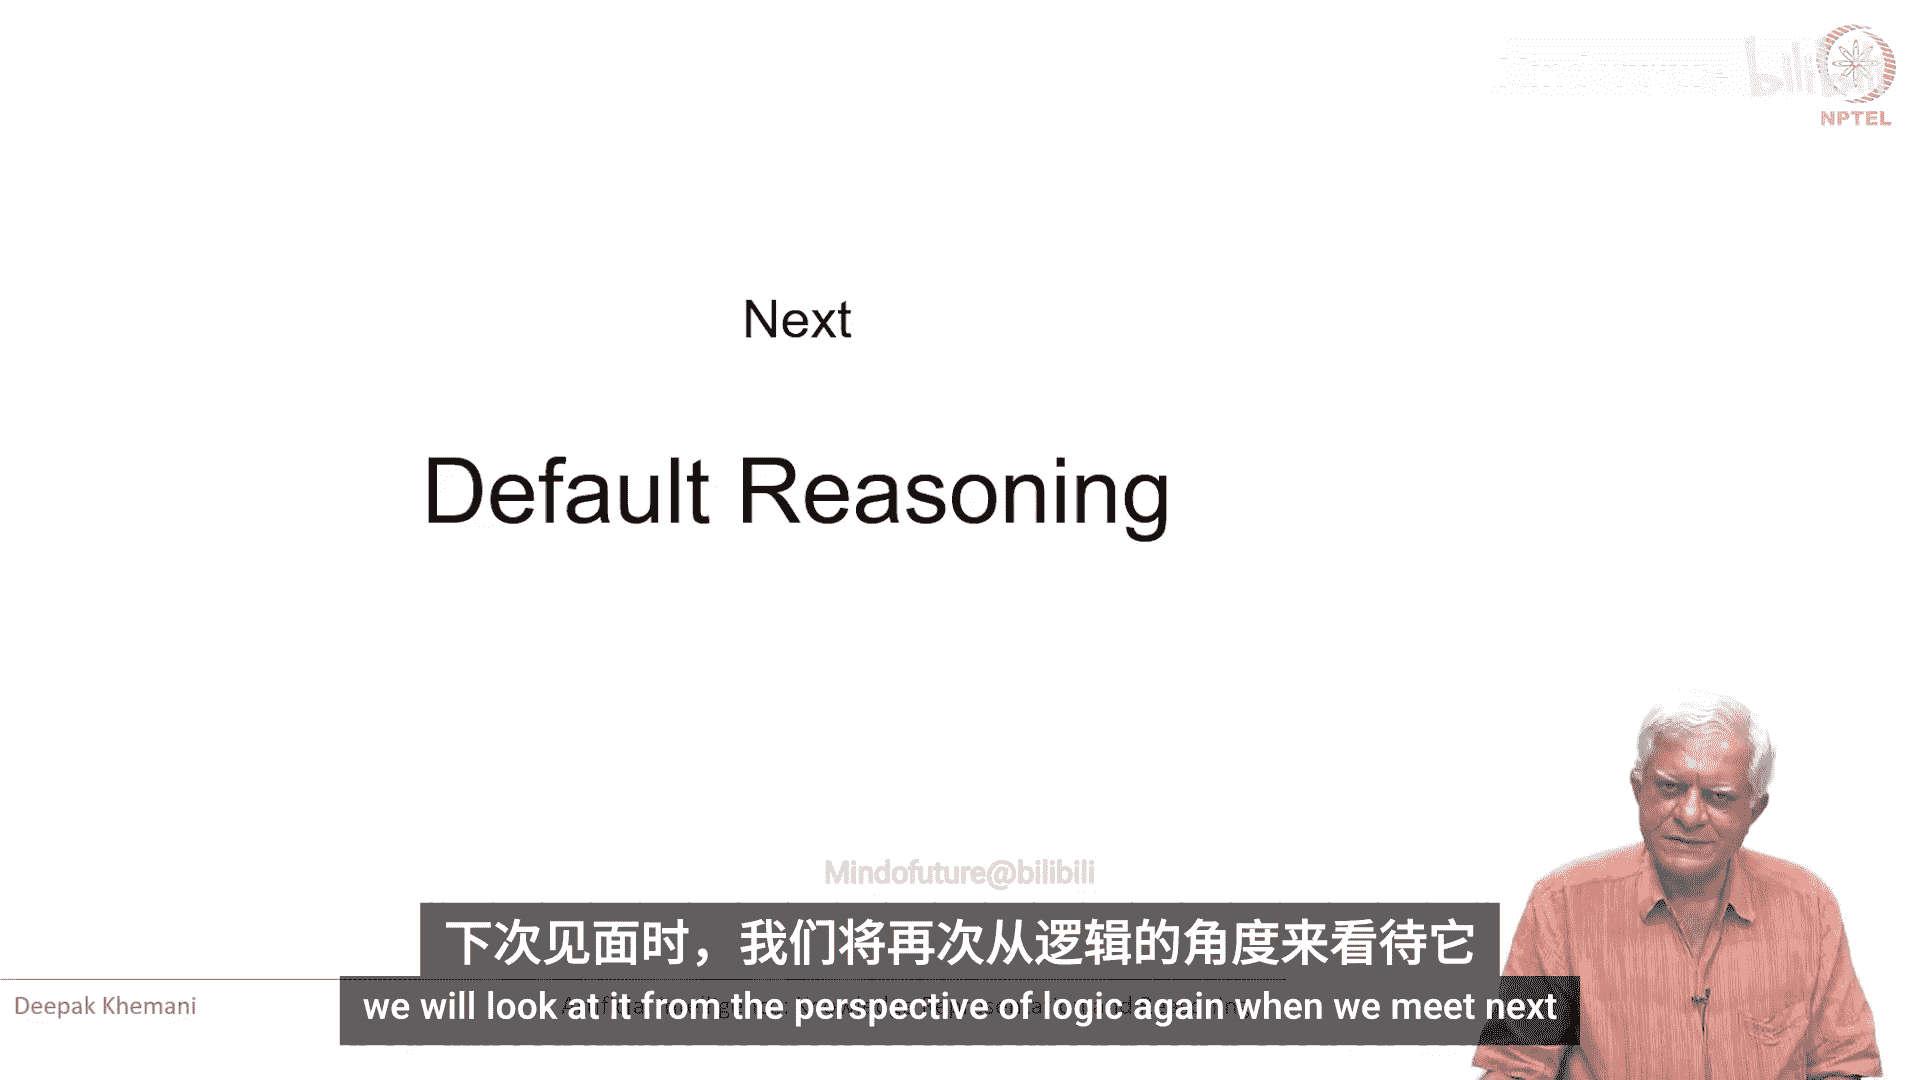 bilibili
NPTEL
Next
Default Reasoning
Mindofuture@bilibili
下次见面时，我们将再次从逻辑的角度来看待它
Deepak Khemani
we will look at it from the perspective of logic again when we meet next